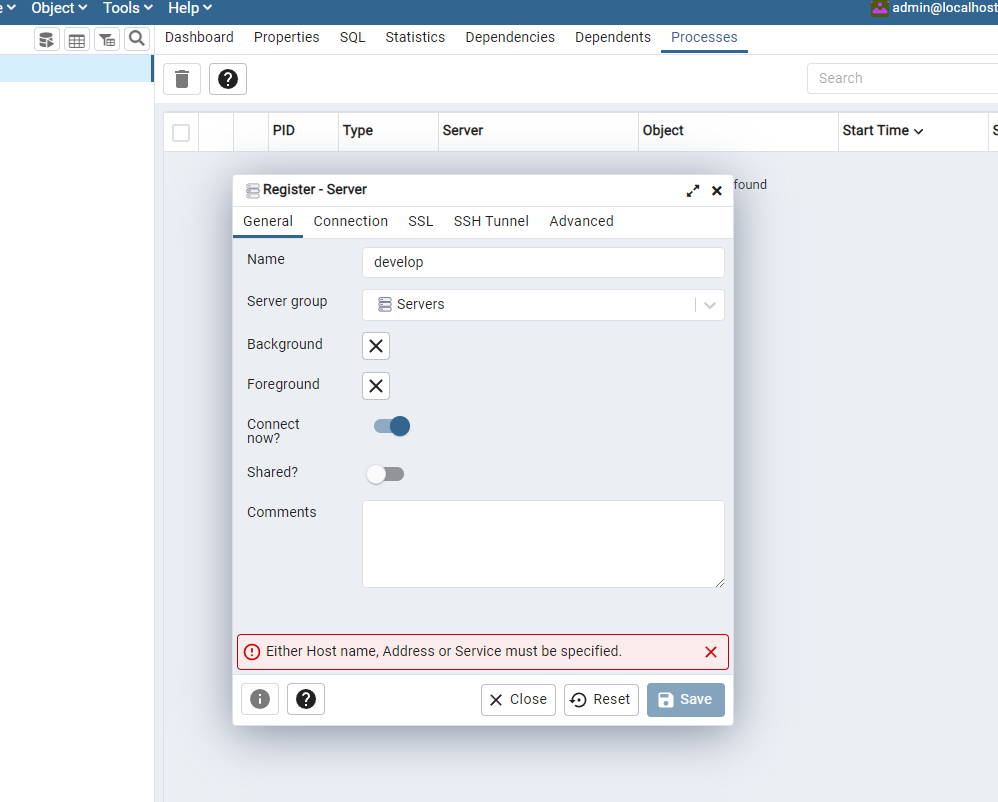 Object Tools Help admin@localhost
Dashboard Properties SQL Statistics Dependencies Dependents Processes
Search
PID Type Server Object Start Time
found
Register - Server
General Connection SSL SSH Tunnel Advanced
Name develop
Server group Servers
Background
Foreground
Connect
now?
Shared?
Comments
Either Host name, Address or Service must be specified.
Close Reset Save